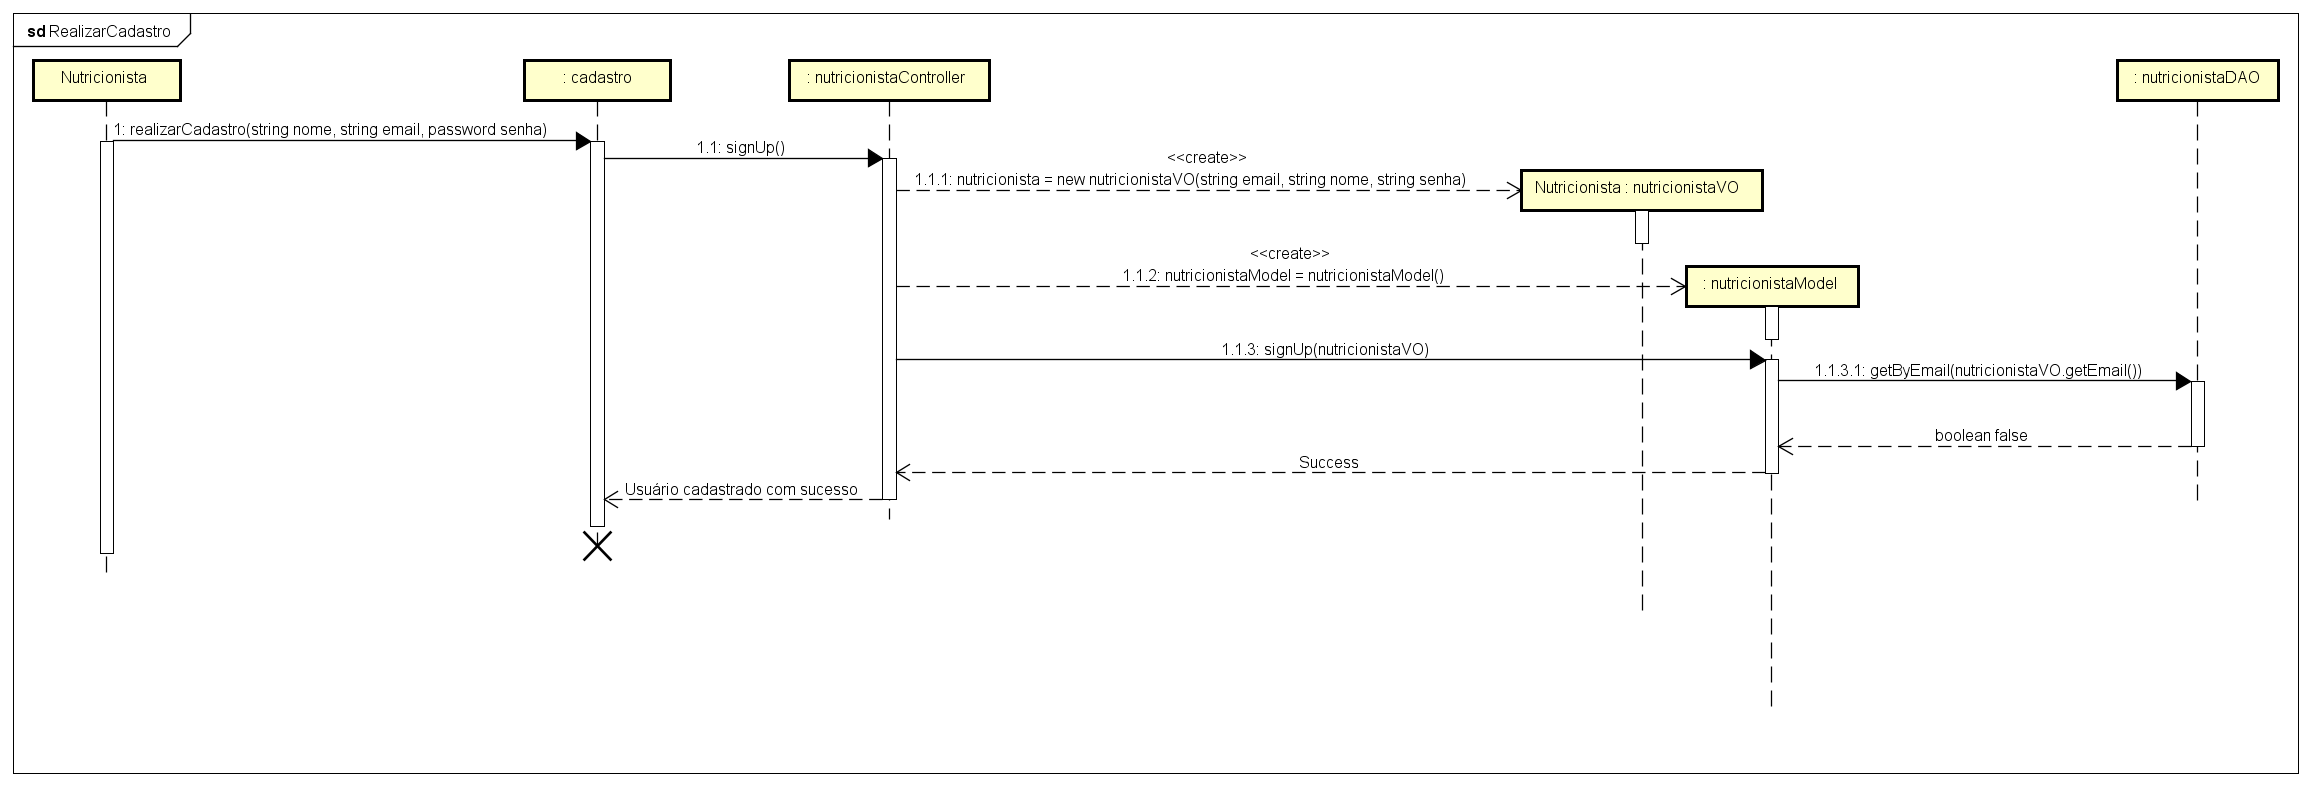 sd RealizarCadastro
Nutricionista
: cadastro
: nutricionistaController
: nutricionistaDAO
1: realizarCadastro(string nome, string email, password senha)
1.1: signUp()
<<create>>
1.1.1: nutricionista = new nutricionistaVO(string email, string nome, string senha)
Nutricionista : nutricionistaVO
<<create>>
1.1.2: nutricionistaModel = nutricionistaModel()
: nutricionistaModel
1.1.3: signUp(nutricionistaVO)
1.1.3.1: getByEmail(nutricionistaVO.getEmail())
boolean false
Success
Usuário cadastrado com sucesso